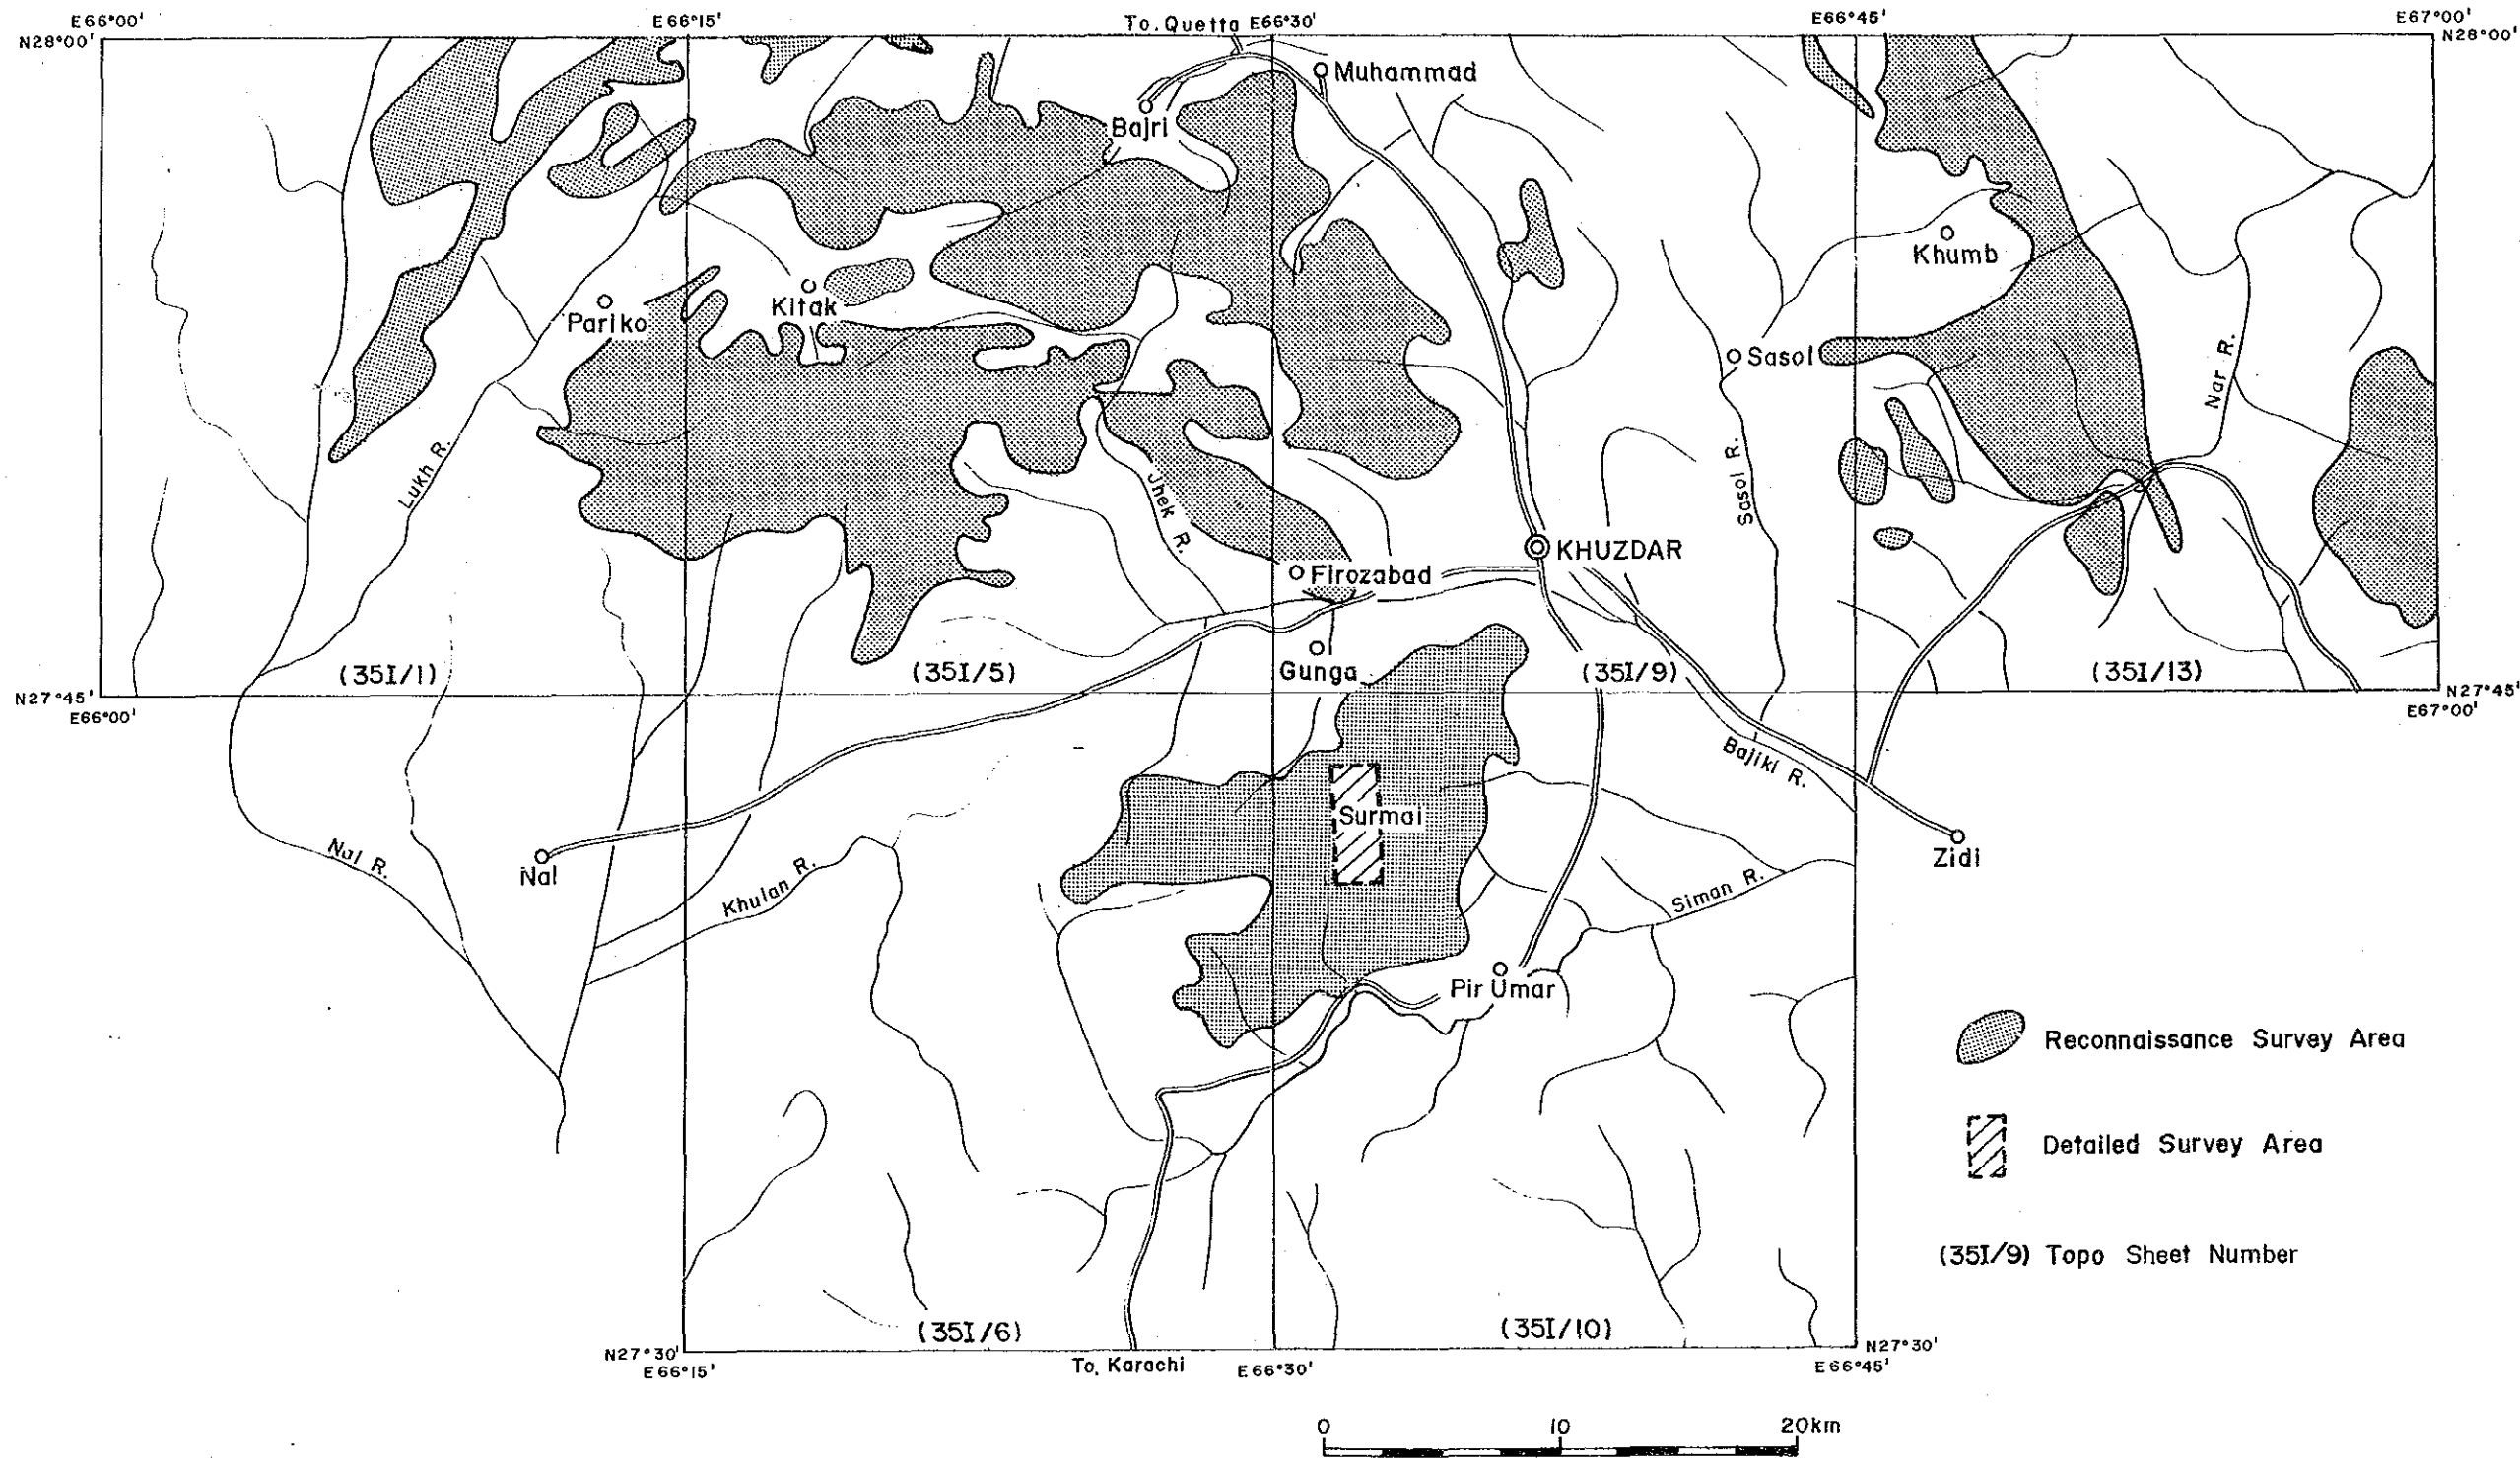 E66°00'
E66°15'
To. Quetta E66°30'
E66°45'
E67°00'
N28°00'
N28°00'
Muhammad
Bajri
Khumb
Pariko
Kitak
Sasol
Nar R.
Lukh R.
Jhek R.
Sasol R.
KHUZDAR
Firozabad
Gunga
(35I/1)
(35I/5)
(35I/9)
(35I/13)
N27°45'
E66°00'
N27°45'
E67°00'
Bajiki R.
Surmai
Nal R.
Nal
Khulan R.
Zidi
Siman R.
Pir Umar
Reconnaissance Survey Area
Detailed Survey Area
(35I/9) Topo Sheet Number
(35I/6)
(35I/10)
N27°30'
E66°15'
To. Karachi
E66°30'
N27°30'
E66°45'
0 10 20km